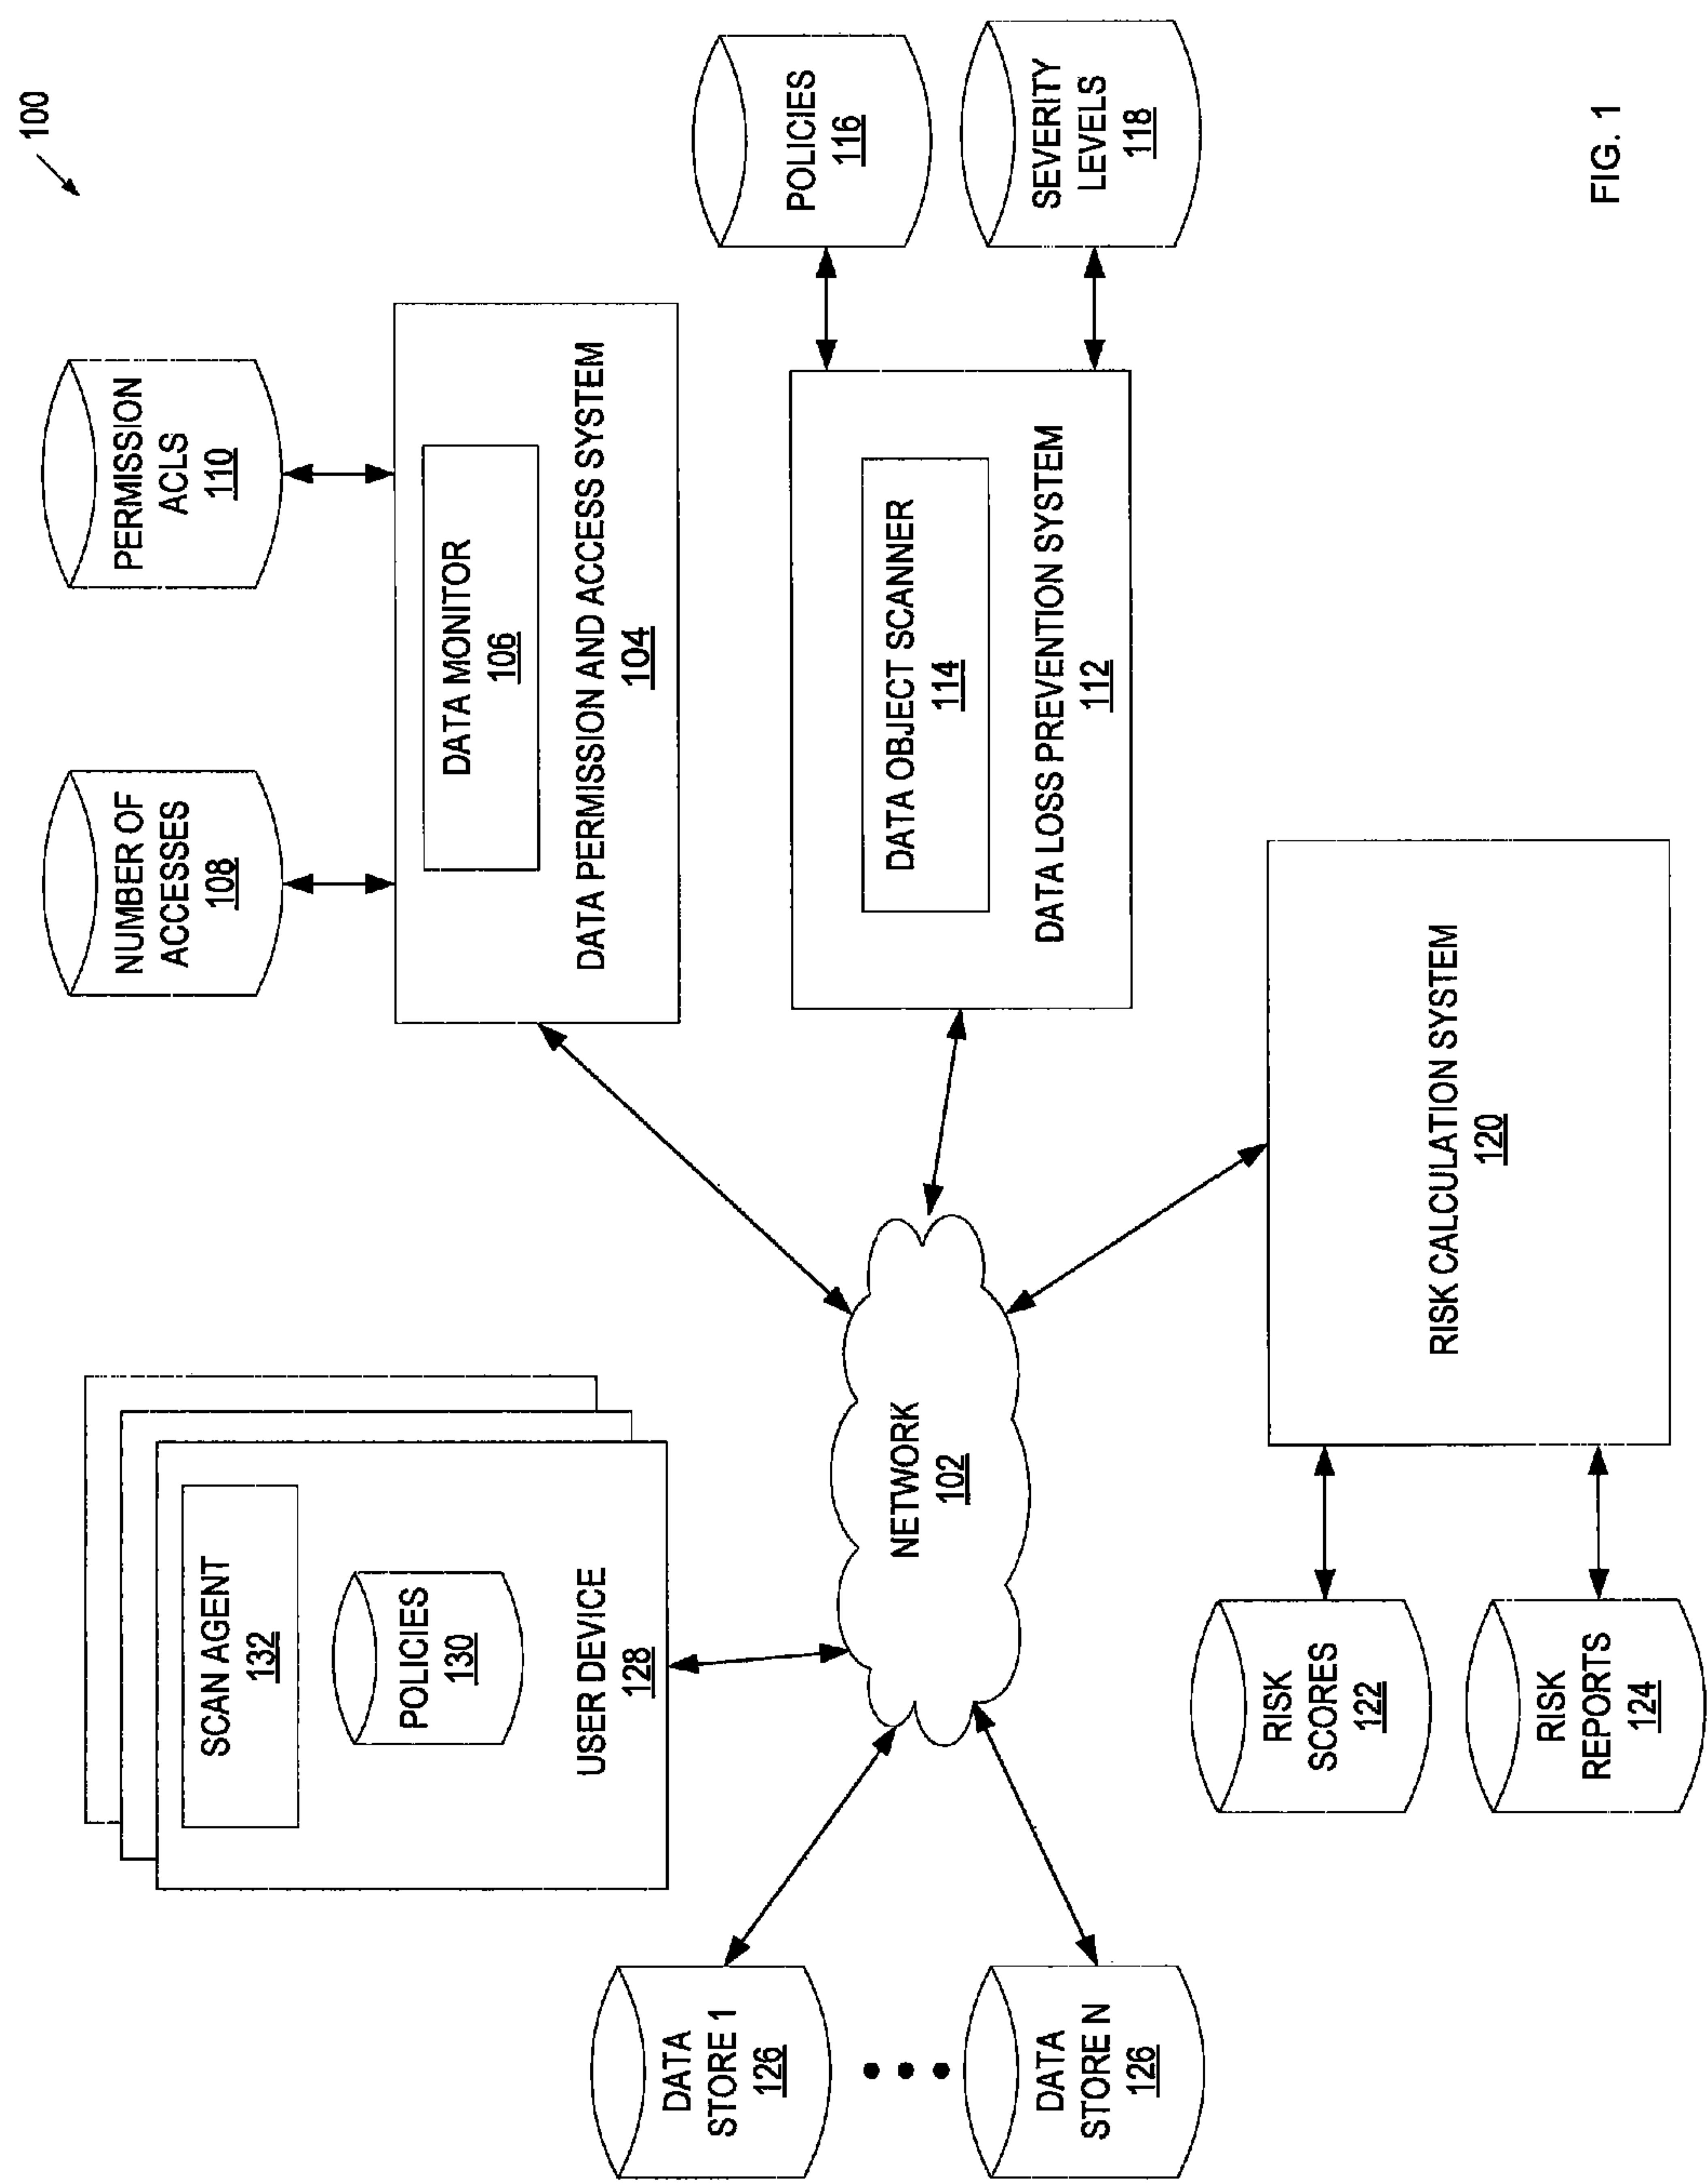 100
NUMBER OF
ACCESSES
108
PERMISSION
ACLS
110
SCAN AGENT
132
POLICIES
130
USER DEVICE
128
DATA MONITOR
106
DATA PERMISSION AND ACCESS SYSTEM
104
DATA
STORE 1
126
DATA
STORE N
126
NETWORK
102
DATA OBJECT SCANNER
114
DATA LOSS PREVENTION SYSTEM
112
POLICIES
116
SEVERITY
LEVELS
118
RISK
SCORES
122
RISK
REPORTS
124
RISK CALCULATION SYSTEM
120
FIG. 1